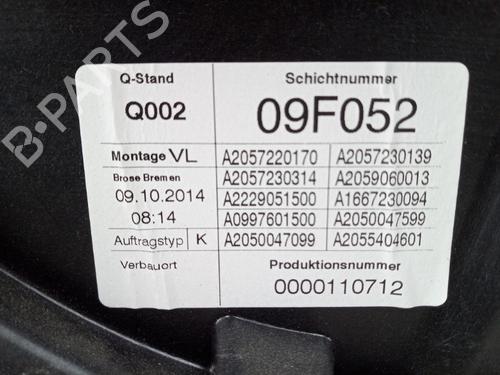 Q-Stand
Schichtnummer
Q002
09F052
Montage VL
A2057220170
A2057230139
Brose Bremen
A2057230314
A2059060013
09.10.2014
A2229051500
A1667230094
08:14
A0997601500
A2050047599
Auftragstyp K
A2050047099
A2055404601
Verbauort
Produktionsnummer
0000110712
B-PARTS